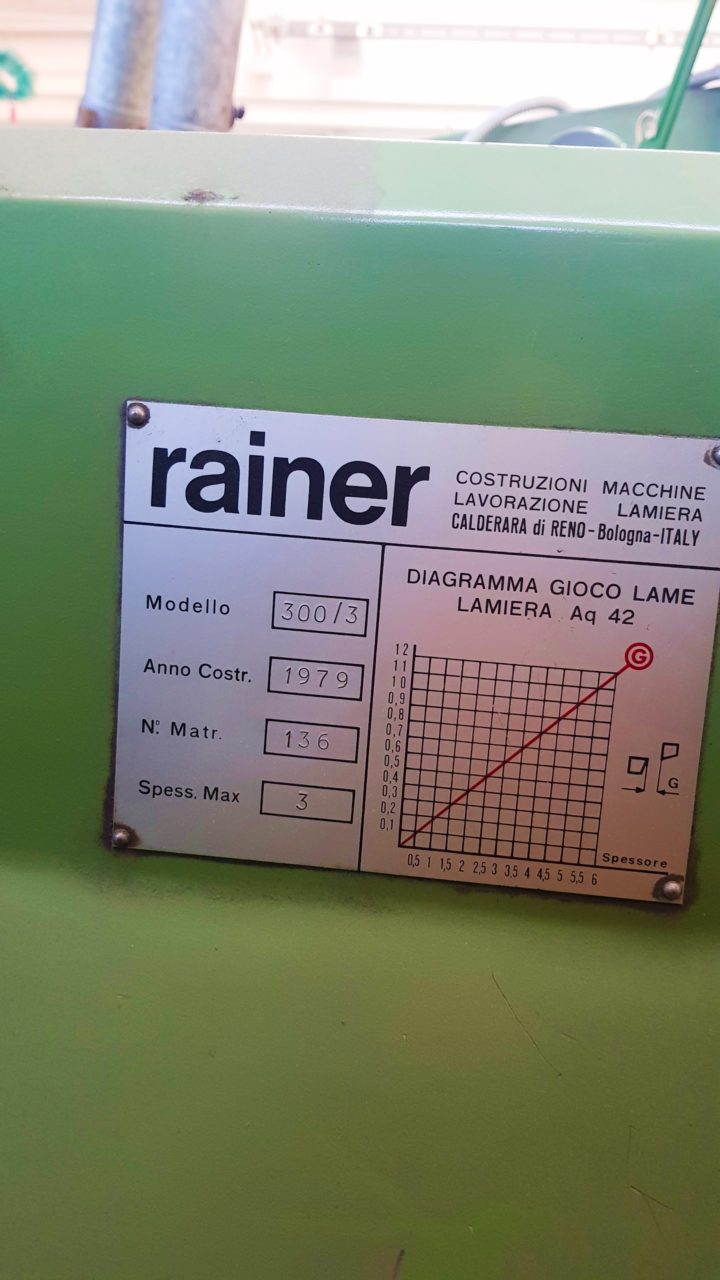 rainer
COSTRUZIONI MACCHINE
LAVORAZIONE LAMIERA
CALDERARA di RENO-Bologna-ITALY
Modello 300/3
Anno Costr. 1979
N.º Matr. 136
Spess. Max 3
DIAGRAMMA GIOCO LAME
LAMIERA Aq 42
G
12
11
10
0,9
0,8
0,7
0,6
0,5
0,4
0,3
0,2
0,1
G
Spessore
0,5 1 1,5 2 2,5 3 3,5 4 4,5 5 5,5 6